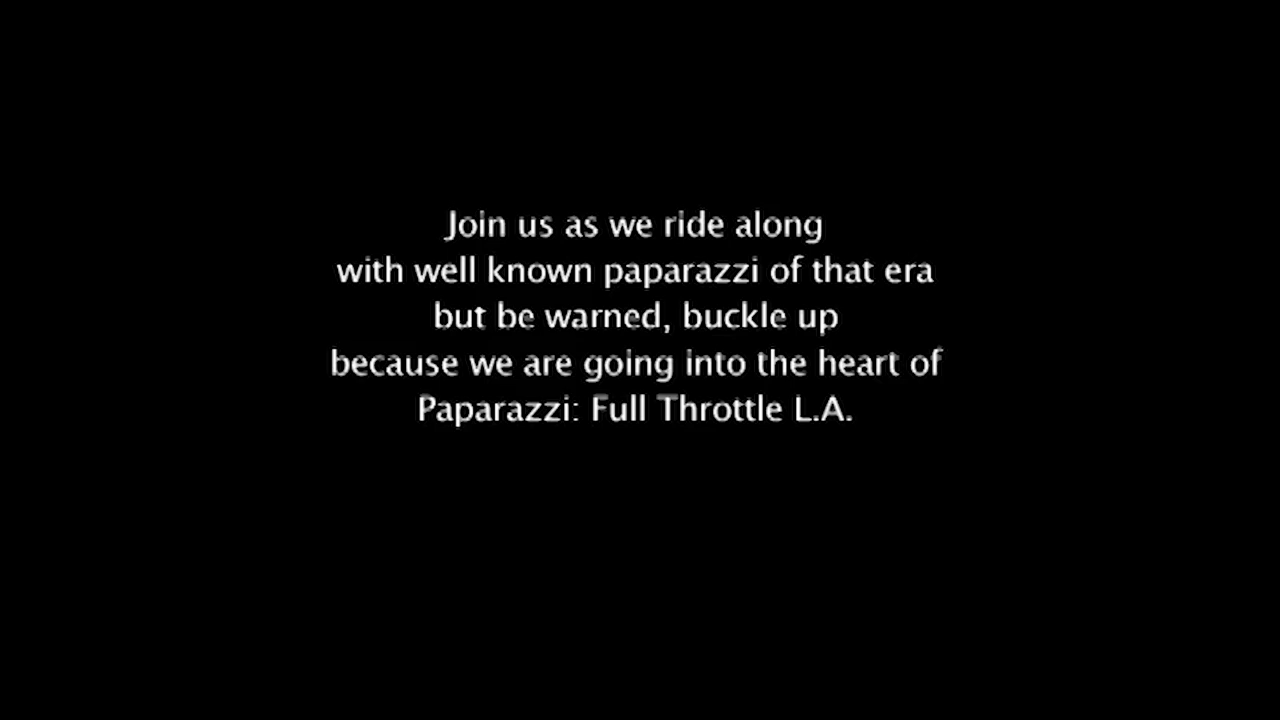 Join us as we ride along
with well known paparazzi of that era
but be warned, buckle up
because we are going into the heart of
Paparazzi: Full Throttle L.A.